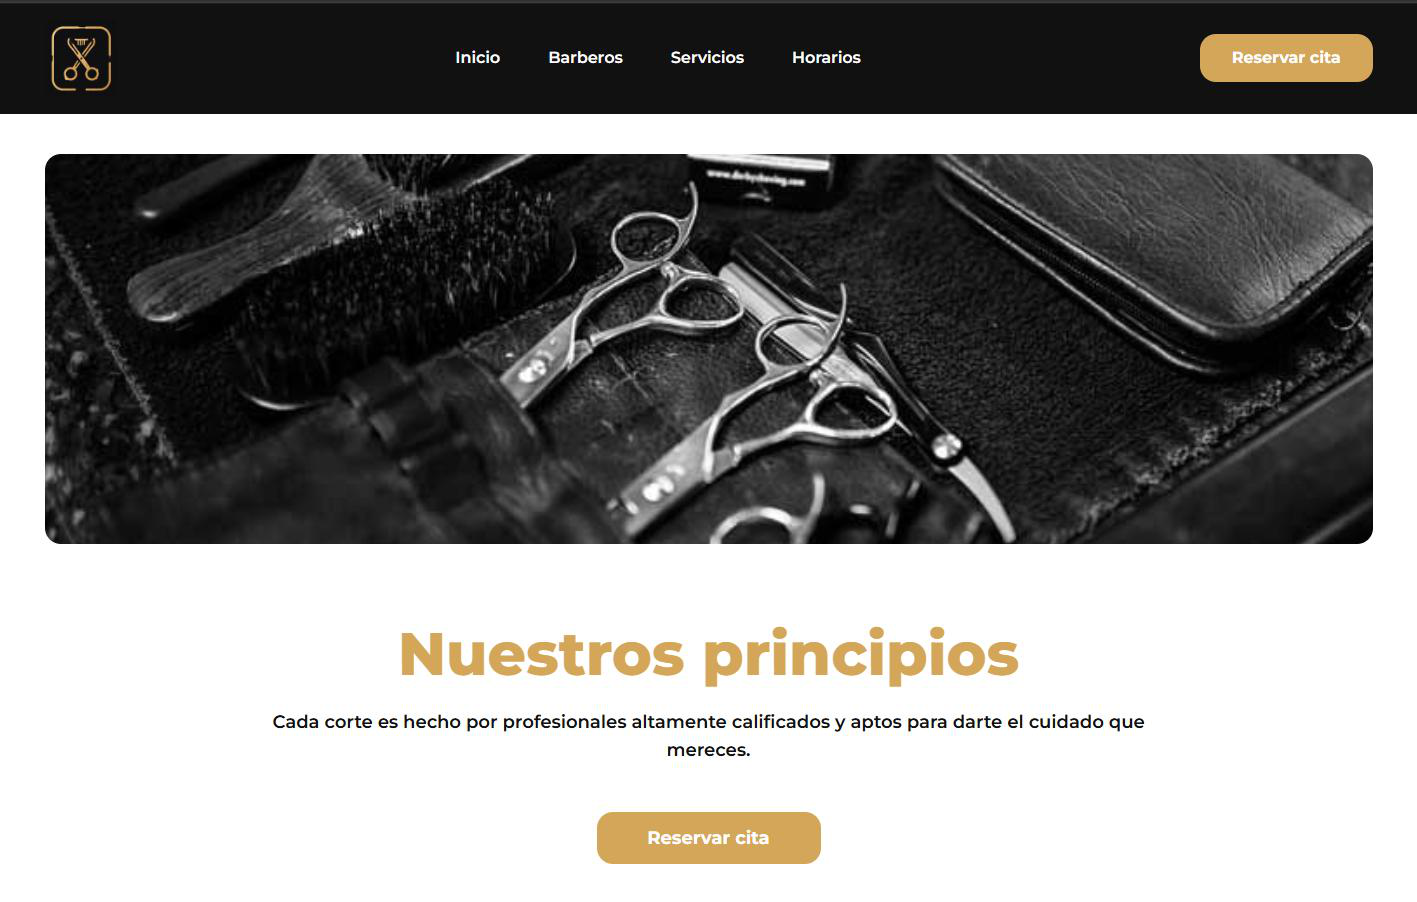 Inicio
Barberos
Servicios
Horarios
Reservar cita
Nuestros principios
Cada corte es hecho por profesionales altamente calificados y aptos para darte el cuidado que
mereces.
Reservar cita